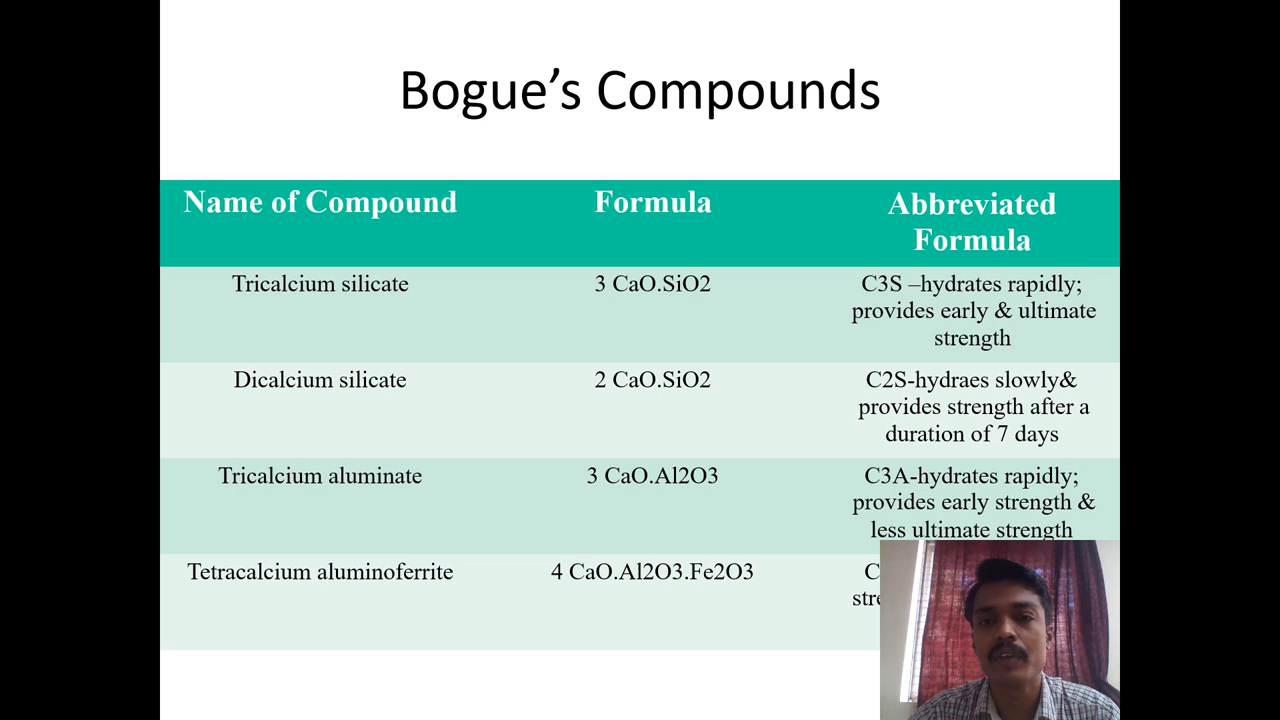 Bogue’s Compounds
Name of Compound
Formula
Abbreviated
Formula
Tricalcium silicate
3 CaO.SiO2
C3S –hydrates rapidly;
provides early & ultimate
strength
Dicalcium silicate
2 CaO.SiO2
C2S-hydraes slowly&
provides strength after a
duration of 7 days
Tricalcium aluminate
3 CaO.Al2O3
C3A-hydrates rapidly;
provides early strength &
less ultimate strength
Tetracalcium aluminoferrite
4 CaO.Al2O3.Fe2O3